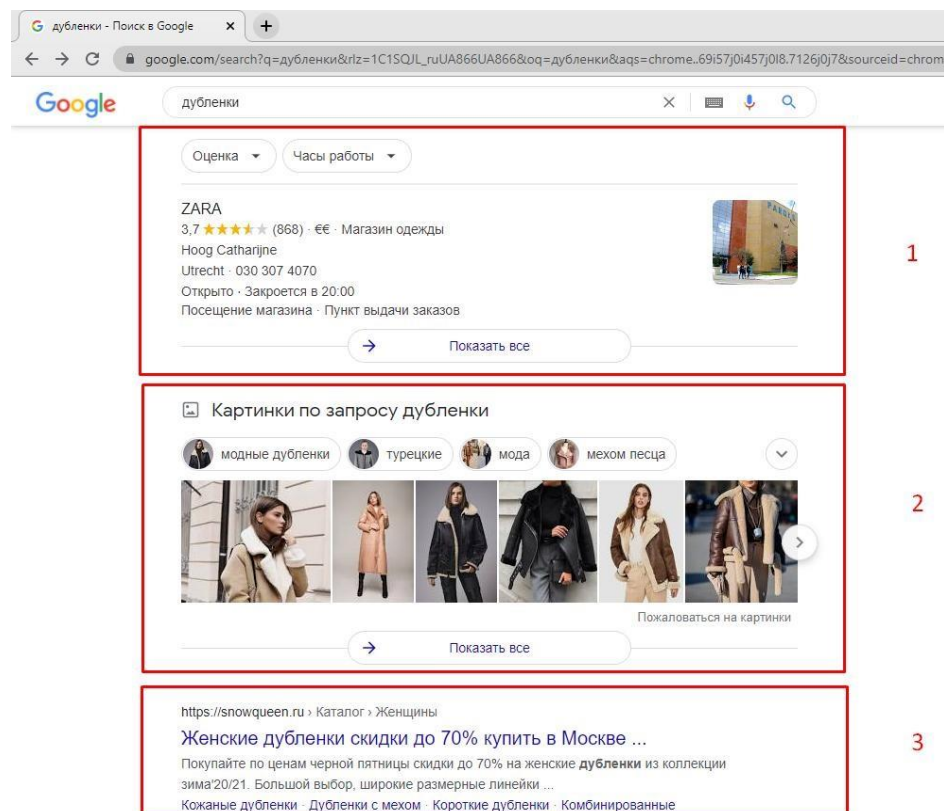 дубленки - Поиск в Google
google.com/search?q=дубленки&rlz=1C1SQJL_ruUA866UA866&oq=дубленки&aqs=chrome..69i57j0i457j0l8.7126j0j7&sourceid=chrom
Google дубленки
Оценка Часы работы
ZARA
3,7 (868) · €€ · Магазин одежды
Hoog Catharijne
Utrecht · 030 307 4070
Открыто · Закроется в 20:00
Посещение магазина · Пункт выдачи заказов
Показать все
1
Картинки по запросу дубленки
модные дубленки турецкие мода мехом песца
Пожаловаться на картинки
Показать все
2
https://snowqueen.ru › Каталог › Женщины
Женские дубленки скидки до 70% купить в Москве ...
Покупайте по ценам черной пятницы скидки до 70% на женские дубленки из коллекции
зима'20/21. Большой выбор, широкие размерные линейки ...
Кожаные дубленки · Дубленки с мехом · Короткие дубленки · Комбинированные
3